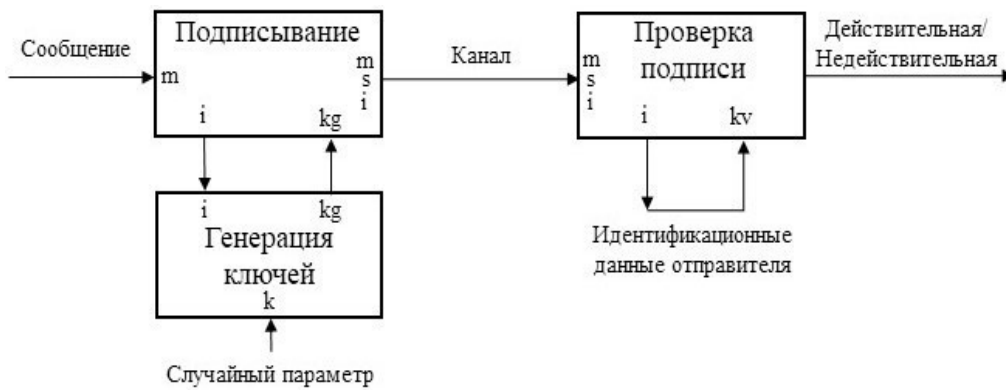 Сообщение
Подписывание
m
m
s
i
i
kg
Канал
Проверка
подписи
m
s
i
i
kv
Действительная/
Недействительная
i
kg
Генерация
ключей
k
Случайный параметр
Идентификационные
данные отправителя